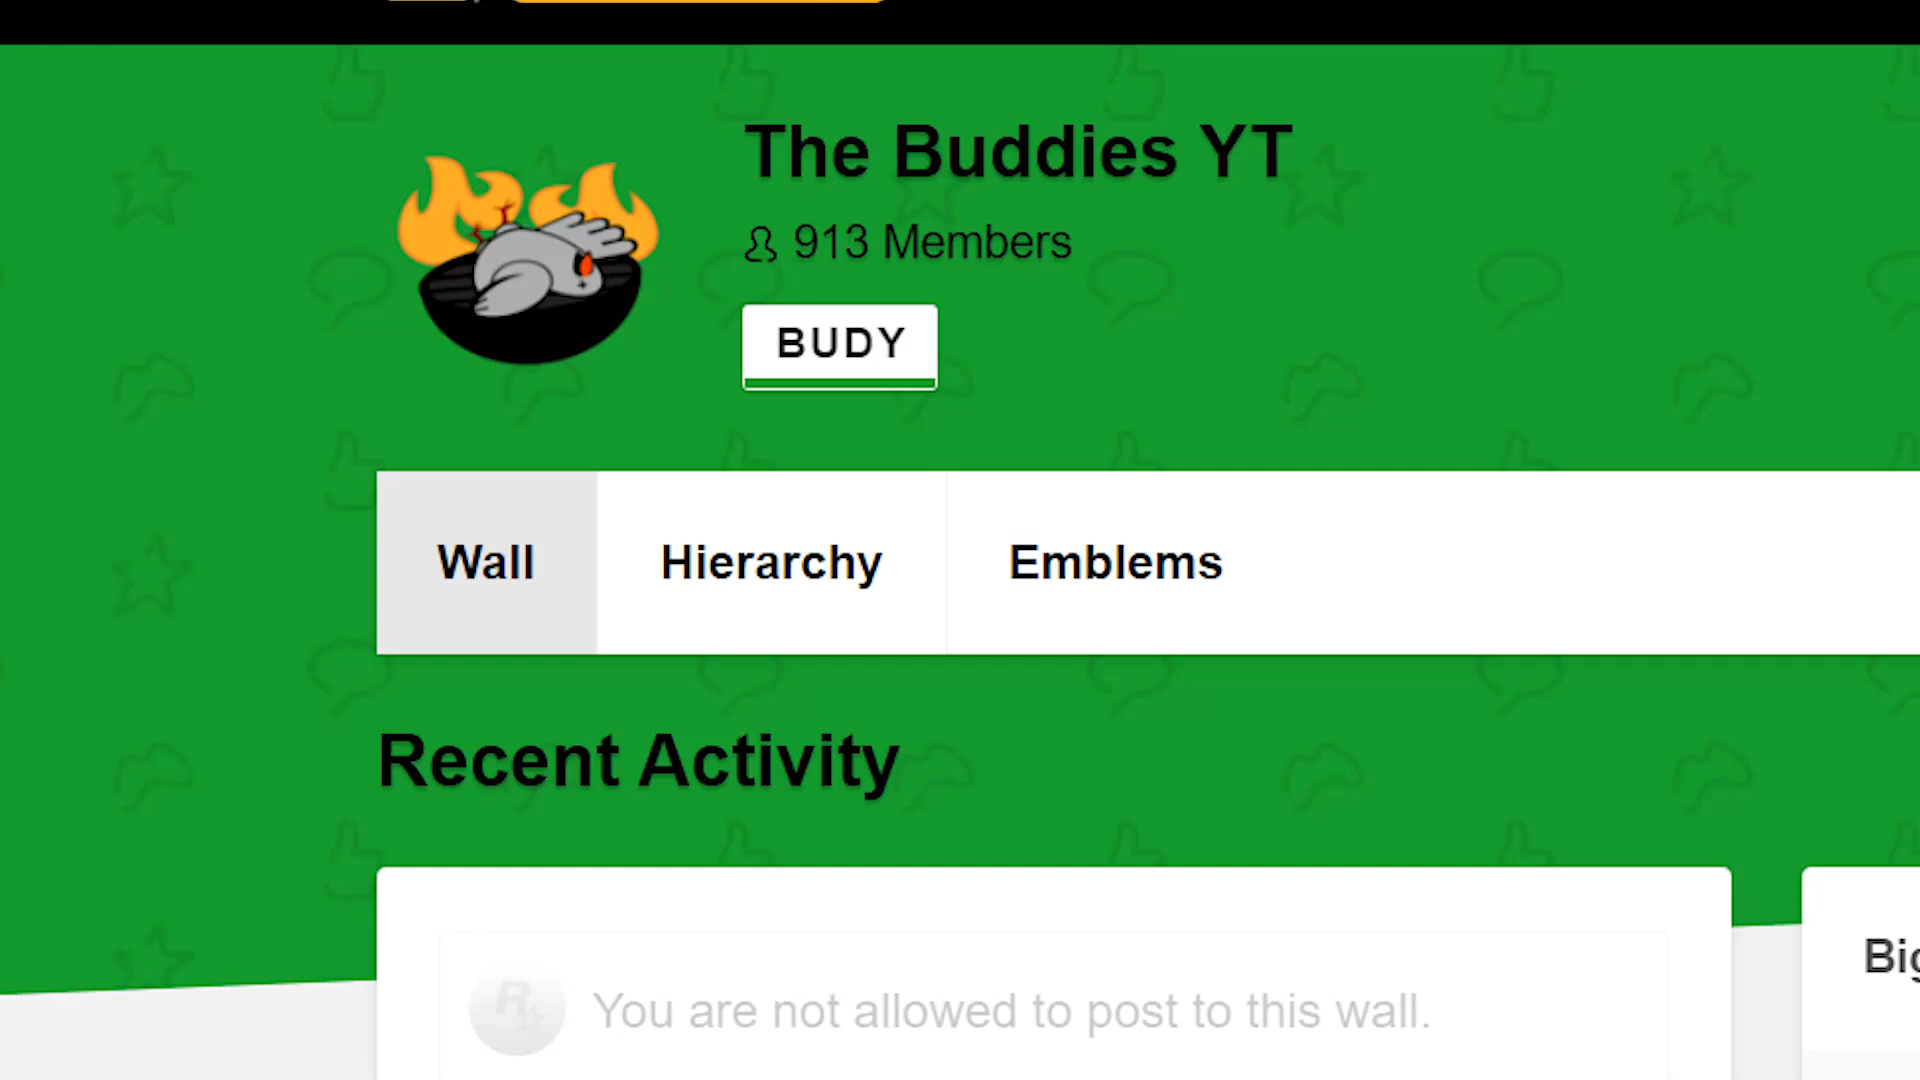 The Buddies YT
913 Members
BUDY
Wall
Hierarchy
Emblems
Recent Activity
You are not allowed to post to this wall.